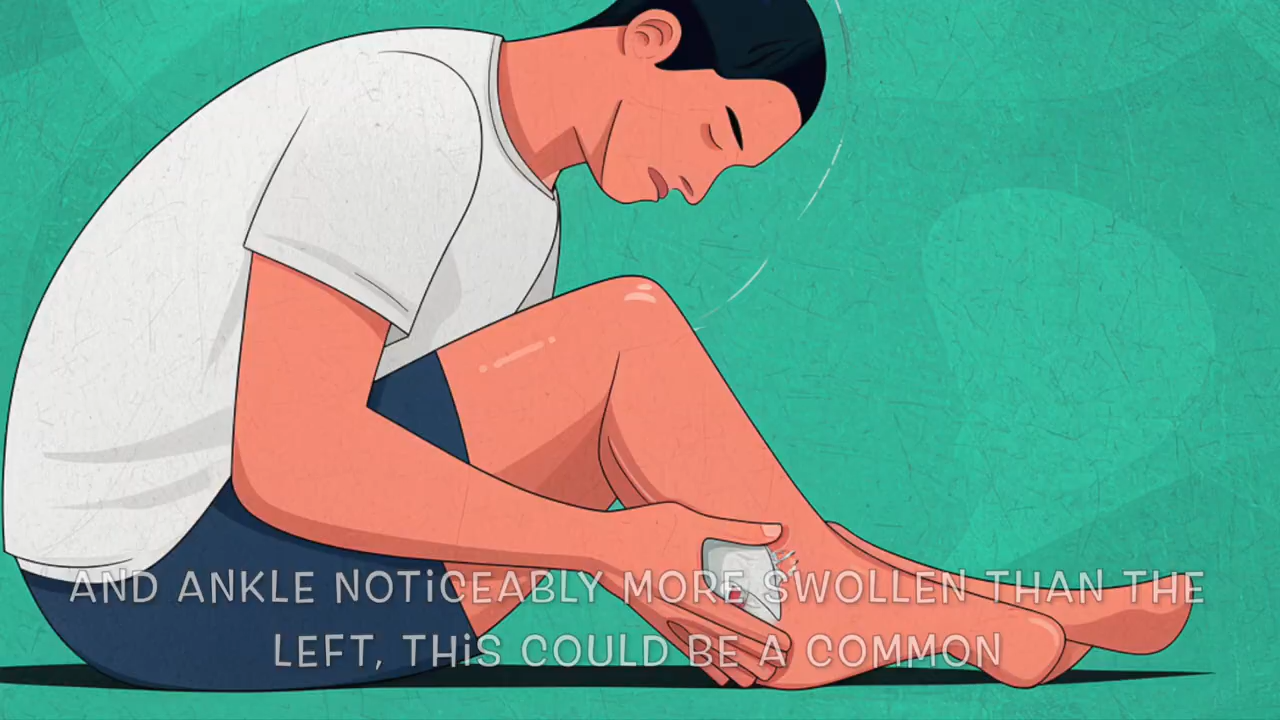 AND ANKLE NOTiCEABLY MORE SWOLLEN THAN THE
LEFT, THiS COULD BE A COMMON